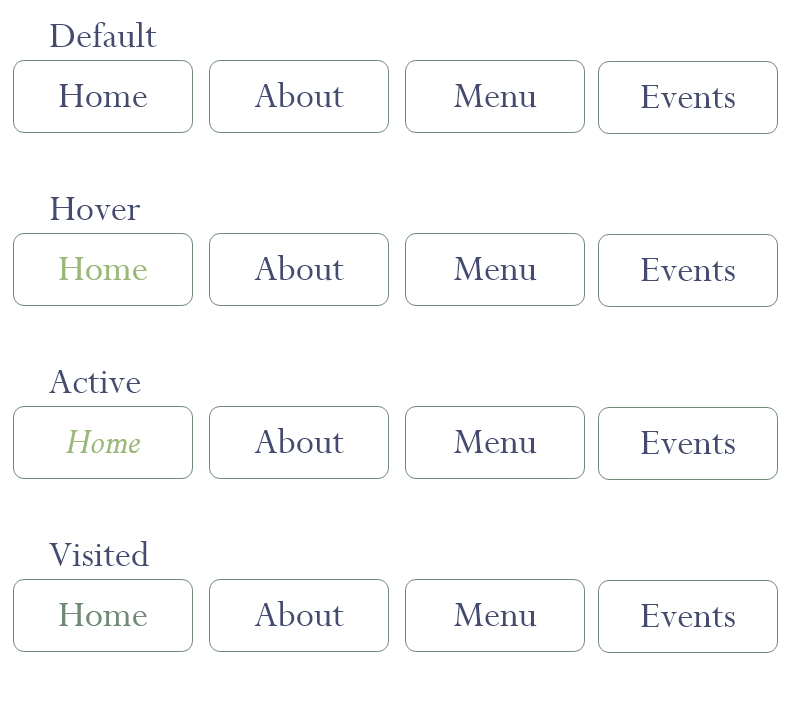 Default
Home About Menu Events
Hover
Home About Menu Events
Active
Home About Menu Events
Visited
Home About Menu Events